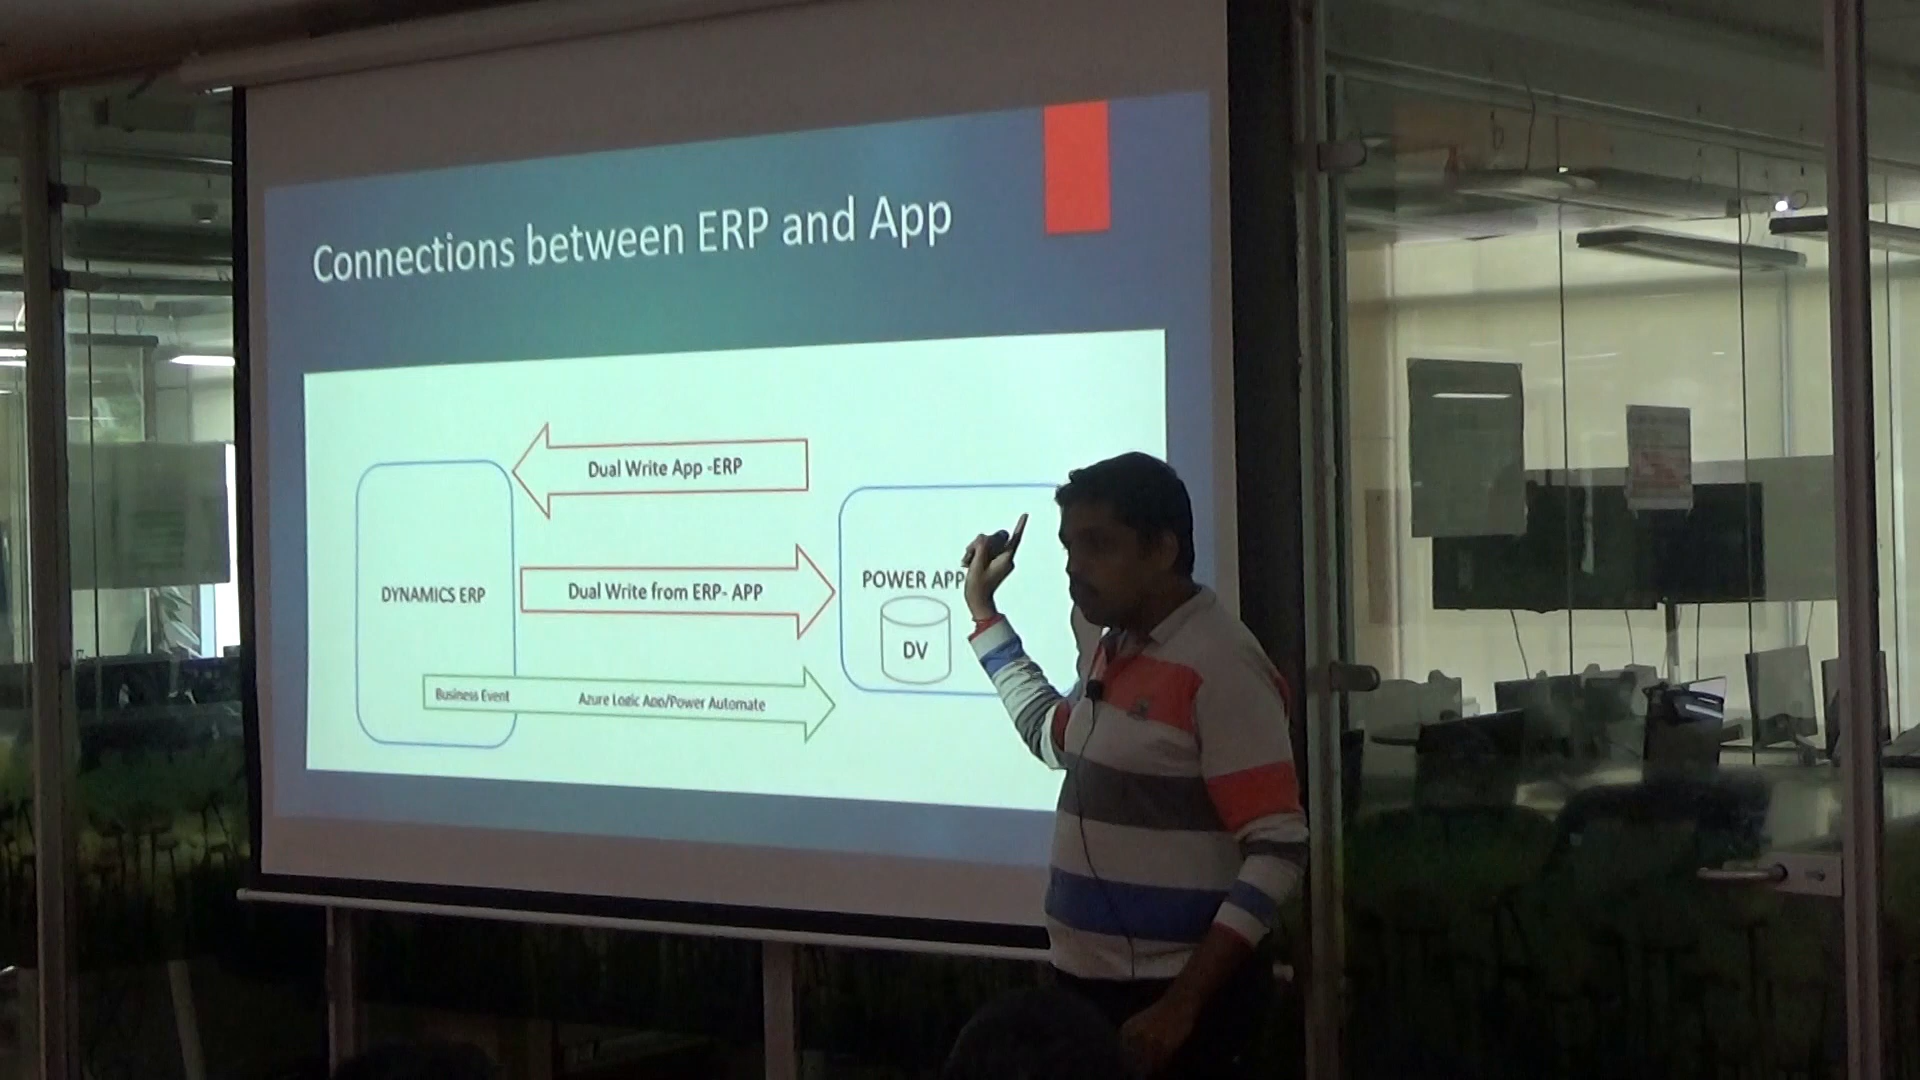 Connections between ERP and App
Dual Write App -ERP
DYNAMICS ERP
Dual Write from ERP- APP
POWER APP
DV
Business Event
Azure Logic App/Power Automate